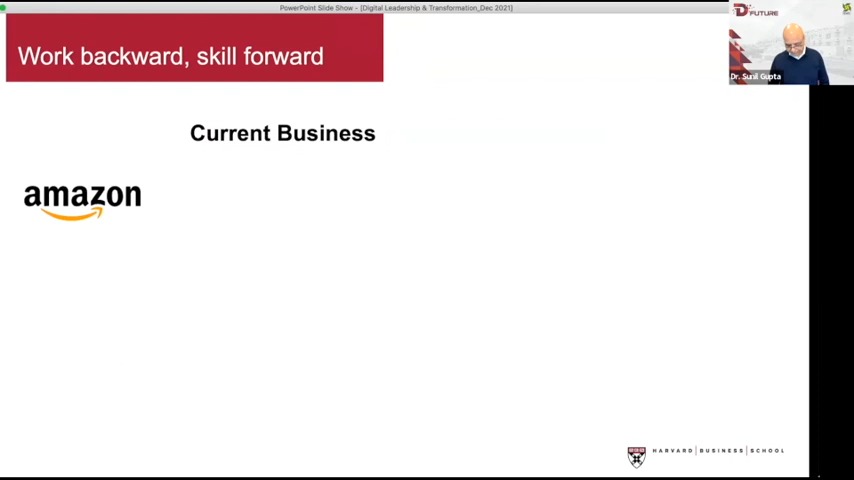 PowerPoint Slide Show - [Digital Leadership & Transformation_Dec 2021]
Work backward, skill forward
D FUTURE
Dr. Sunil Gupta
Current Business
amazon
HARVARD BUSINESS SCHOOL